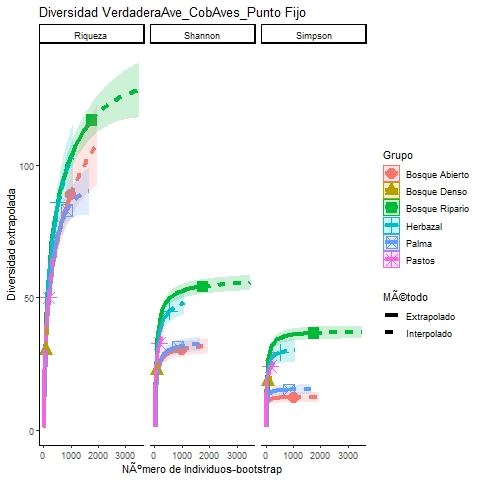 Diversidad VerdaderaAve_CobAves_Punto Fijo
Riqueza Shannon Simpson
Diversidad extrapolada
100
50
0
0 1000 2000 3000 0 1000 2000 3000 0 1000 2000 3000
NÃºmero de Individuos-bootstrap
Grupo
Bosque Abierto
Bosque Denso
Bosque Ripario
Herbazal
Palma
Pastos
MÃ©todo
Extrapolado
Interpolado